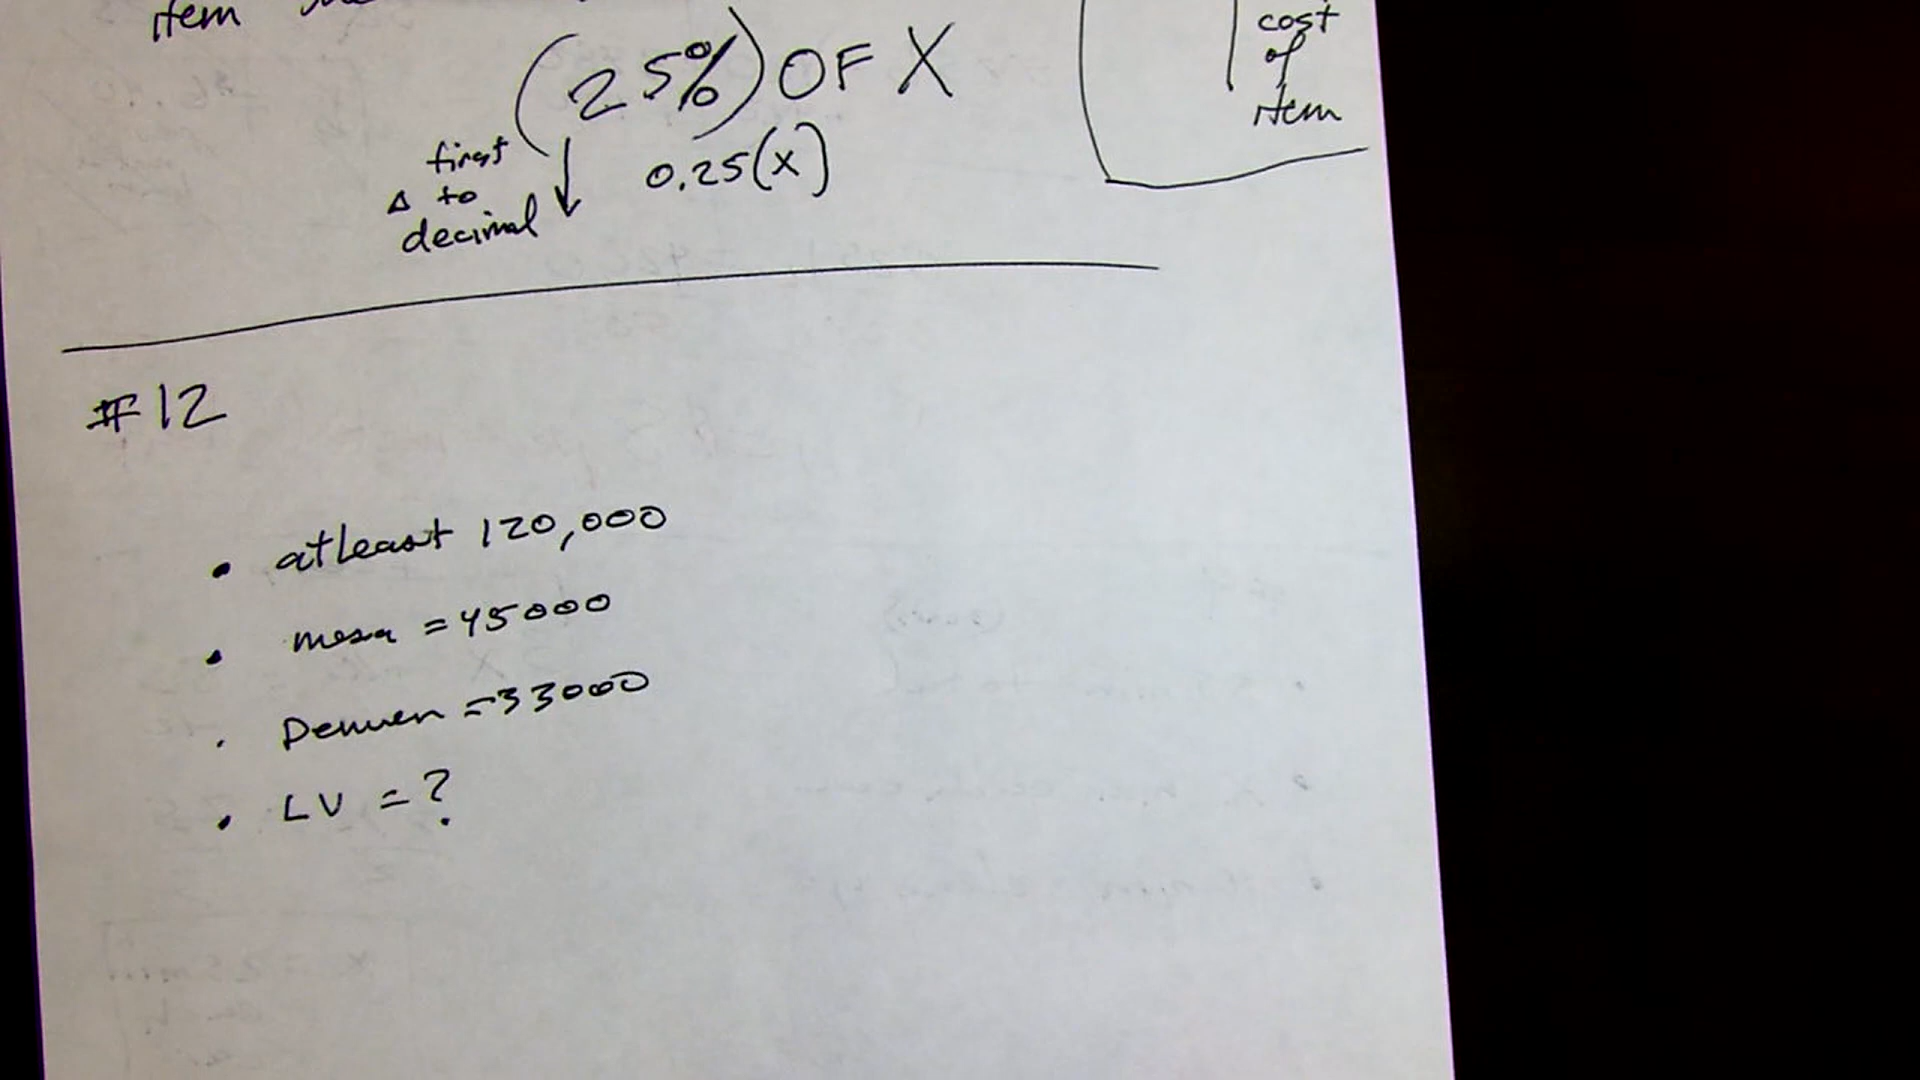 item
(25%) OF X
cost
of
item
first
Δ to
decimal
0.25(x)
#12
• atleast 120,000
• mesa = 45000
• Denver = 33000
• LV = ?